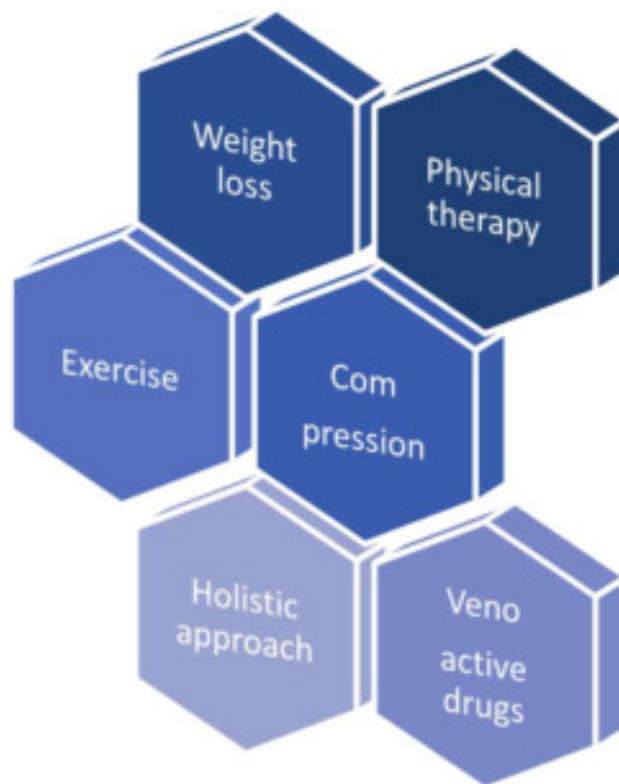 Weight
loss
Physical
therapy
Exercise
Com
pression
Holistic
approach
Veno
active
drugs